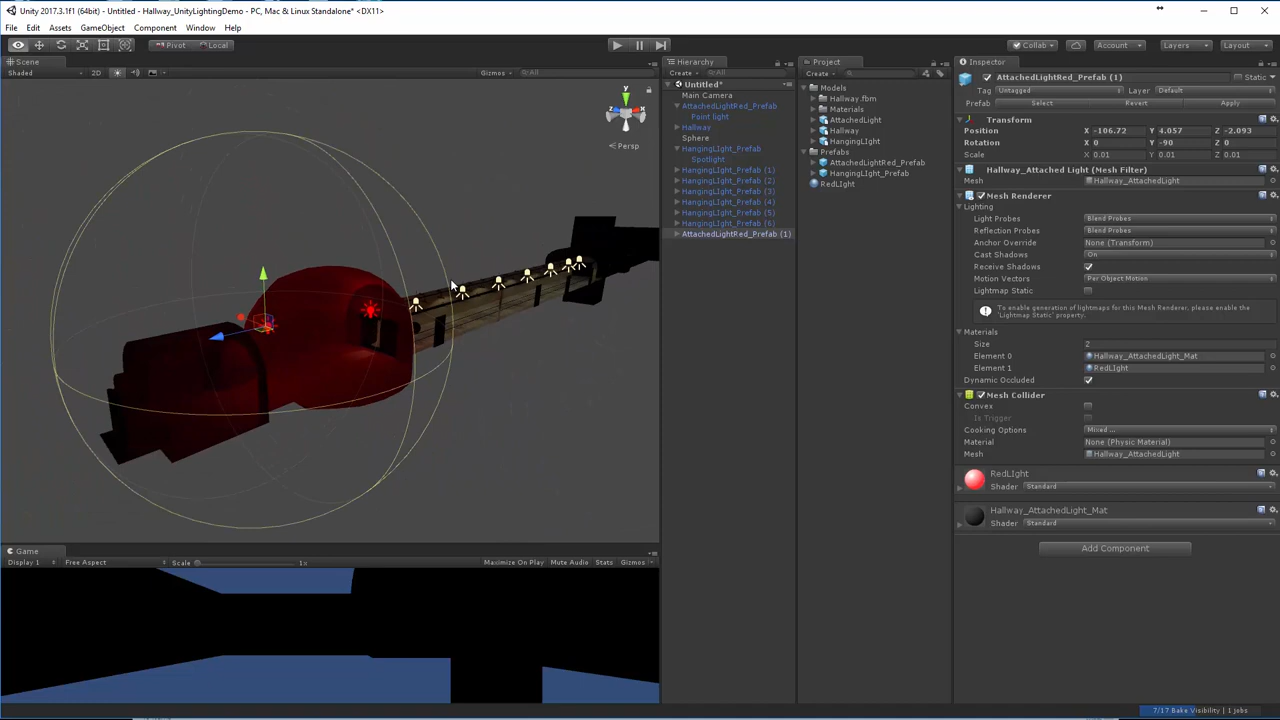 Unity 2017.3.1f1 (64bit) - Untitled - Hallway_UnityLightingDemo - PC, Mac & Linux Standalone* <DX11>
File Edit Assets GameObject Component Window Help
Pivot Local Collab Account Layers Layout
Scene
Shaded 2D Gizmos All
y
x
z
Persp
Game
Display 1 Free Aspect Scale 1x Maximize On Play Mute Audio Stats Gizmos
Hierarchy
Create All
Untitled*
Main Camera
AttachedLightRed_Prefab
Point light
Hallway
Sphere
HangingLIght_Prefab
Spotlight
HangingLIght_Prefab (1)
HangingLIght_Prefab (2)
HangingLIght_Prefab (3)
HangingLIght_Prefab (4)
HangingLIght_Prefab (5)
HangingLIght_Prefab (6)
AttachedLightRed_Prefab (1)
Project
Create
Models
Hallway.fbm
Materials
AttachedLight
Hallway
HangingLIght
Prefabs
AttachedLightRed_Prefab
HangingLIght_Prefab
RedLIght
Inspector
AttachedLightRed_Prefab (1) Static
Tag Untagged Layer Default
Prefab Select Revert Apply
Transform
Position X -106.72 Y 4.057 Z -2.093
Rotation X 0 Y -90 Z 0
Scale X 0.01 Y 0.01 Z 0.01
Hallway_Attached Light (Mesh Filter)
Mesh Hallway_AttachedLight
Mesh Renderer
Lighting
Light Probes Blend Probes
Reflection Probes Blend Probes
Anchor Override None (Transform)
Cast Shadows On
Receive Shadows
Motion Vectors Per Object Motion
Lightmap Static
To enable generation of lightmaps for this Mesh Renderer, please enable the
'Lightmap Static' property.
Materials
Size 2
Element 0 Hallway_AttachedLight_Mat
Element 1 RedLIght
Dynamic Occluded
Mesh Collider
Convex
Is Trigger
Cooking Options Mixed ...
Material None (Physic Material)
Mesh Hallway_AttachedLight
RedLIght
Shader Standard
Hallway_AttachedLight_Mat
Shader Standard
Add Component
7/17 Bake Visibility | 1 jobs